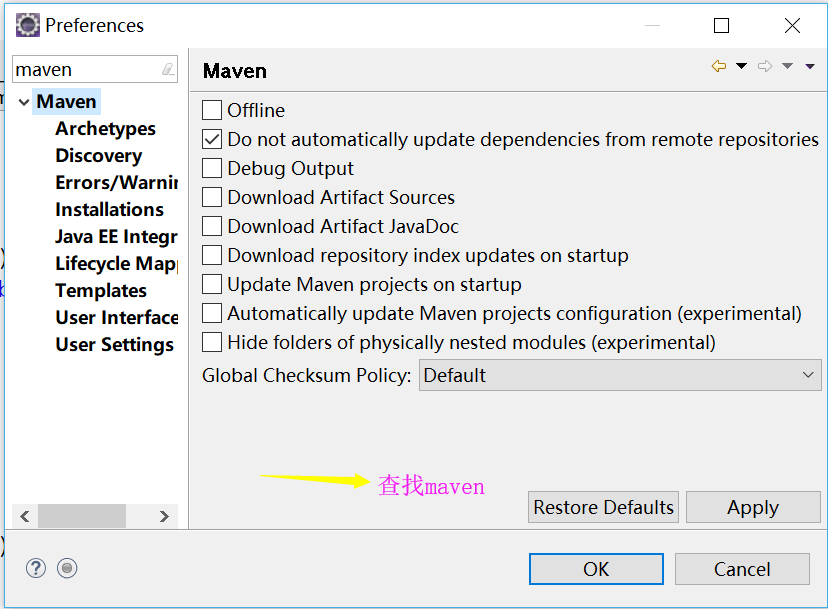 Preferences
maven
Maven
Archetypes
Discovery
Errors/Warnin
Installations
Java EE Integr
Lifecycle Map
Templates
User Interface
User Settings
Maven
Offline
Do not automatically update dependencies from remote repositories
Debug Output
Download Artifact Sources
Download Artifact JavaDoc
Download repository index updates on startup
Update Maven projects on startup
Automatically update Maven projects configuration (experimental)
Hide folders of physically nested modules (experimental)
Global Checksum Policy: Default
查找maven
Restore Defaults Apply
OK Cancel